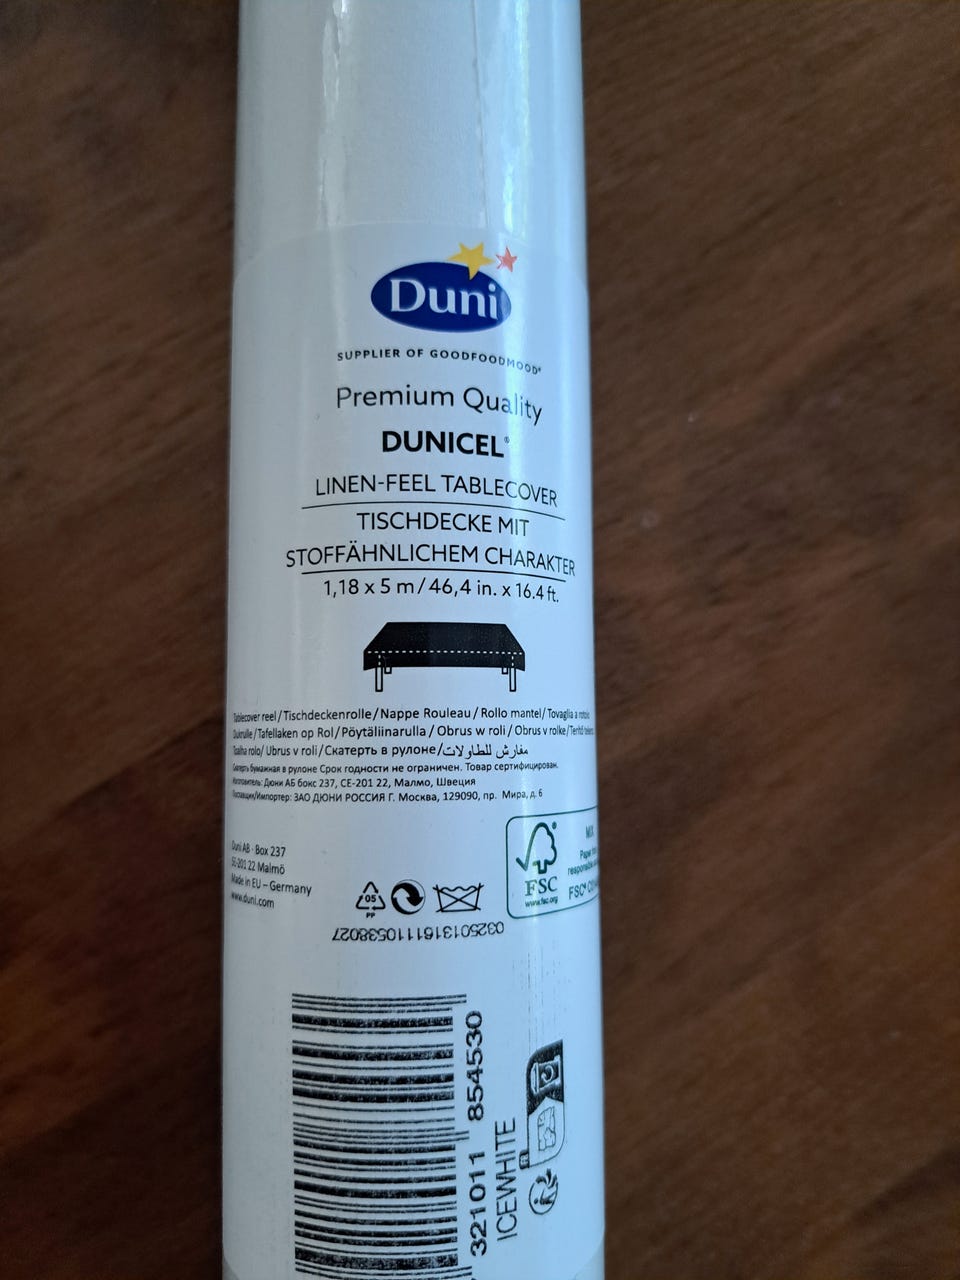 Duni
SUPPLIER OF GOODFOODMOOD®
Premium Quality
DUNICEL®
LINEN-FEEL TABLECOVER
TISCHDECKE MIT
STOFFÄHNLICHEM CHARAKTER
1,18 x 5 m / 46,4 in. x 16.4 ft.
Tablecover reel / Tischdeckenrolle / Nappe Rouleau / Rollo mantel / Tovaglia a
Dukrulle / Tafellaken op Rol / Pöytäliinarulla / Obrus w roli / Obrus v rolke /
Toalha rolo / Ubrus v roli / Скатерть в рулоне / مفارش للطاولات
Скатерть бумажная в рулоне Срок годности не ограничен. Товар сертифицирован.
Изготовитель: Дюни АБ бокс 237, CE-201 22, Малмо, Швеция
Поставщик/Импортер: ЗАО ДЮНИ РОССИЯ Г. Москва, 129090, пр. Мира, д. 6
Duni AB · Box 237
SE-201 22 Malmö
Made in EU – Germany
www.duni.com
05
PP
FSC
www.fsc.org
MIX
Paper
responsible
FSC®
0325013161110538027
321011 854530
ICEWHITE